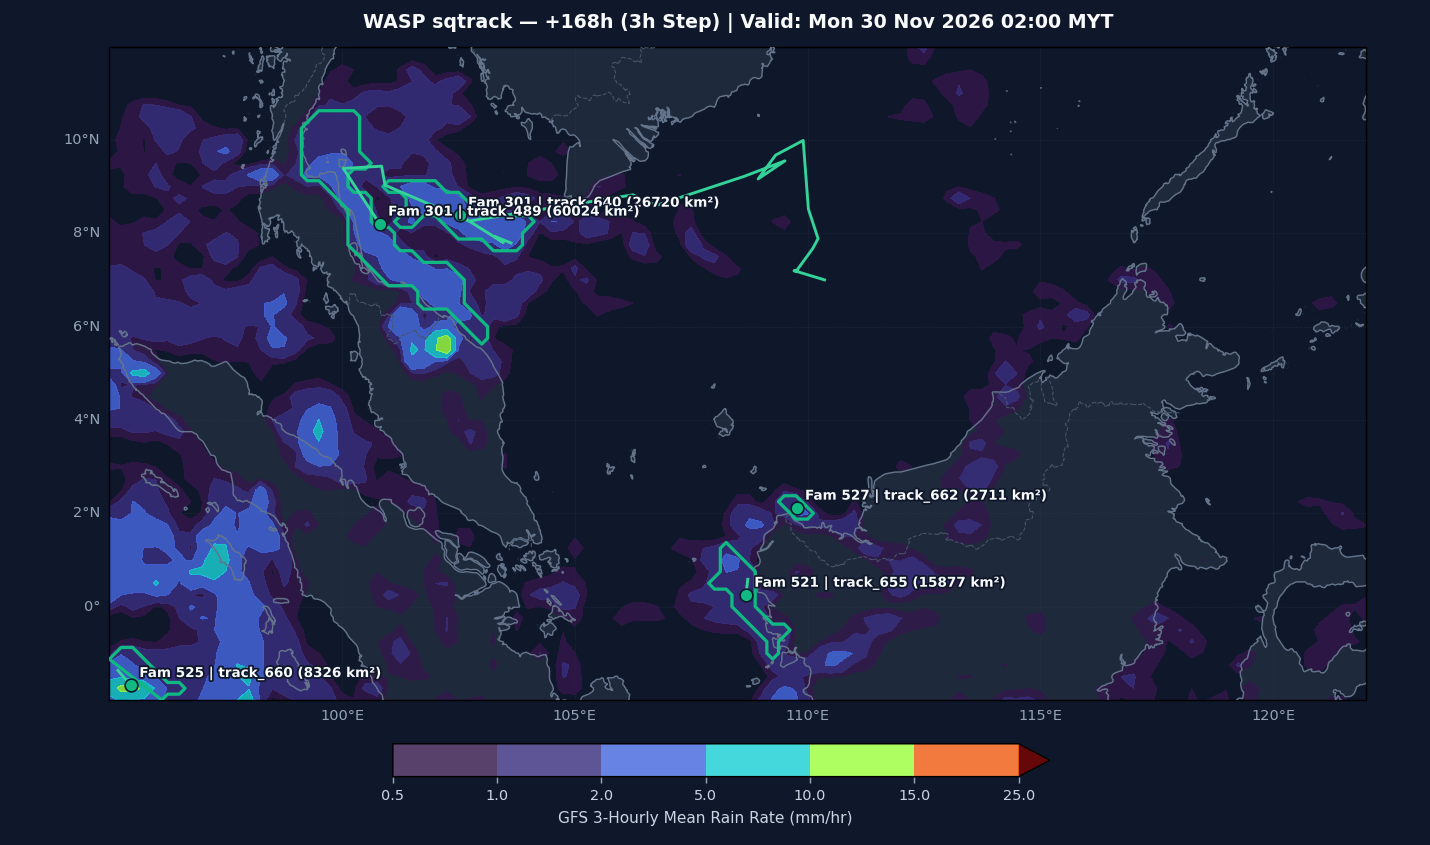 WASP sqtrack — +168h (3h Step) | Valid: Mon 30 Nov 2026 02:00 MYT
10°N
8°N
6°N
4°N
2°N
0°
Fam 301 | track_640 (26720 km²)
Fam 301 | track_489 (60024 km²)
Fam 527 | track_662 (2711 km²)
Fam 521 | track_655 (15877 km²)
Fam 525 | track_660 (8326 km²)
100°E 105°E 110°E 115°E 120°E
0.5 1.0 2.0 5.0 10.0 15.0 25.0
GFS 3-Hourly Mean Rain Rate (mm/hr)